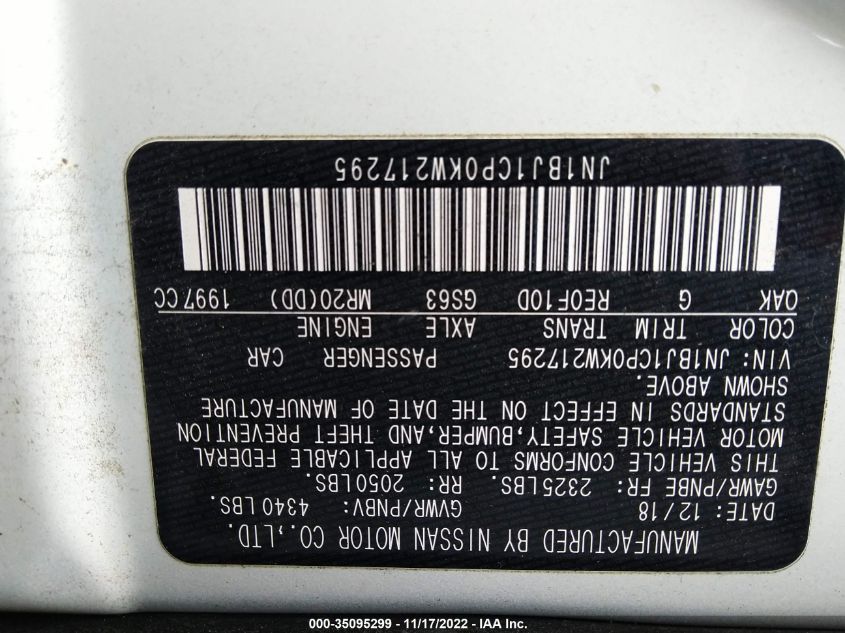 MANUFACTURED BY NISSAN MOTOR CO.,LTD.
DATE: 12/18 GVWR/PNBV: 4340LBS.
GAWR/PNBE FR: 2325LBS. RR: 2050LBS.
THIS VEHICLE CONFORMS TO ALL APPLICABLE FEDERAL
MOTOR VEHICLE SAFETY,BUMPER,AND THEFT PREVENTION
STANDARDS IN EFFECT ON THE DATE OF MANUFACTURE
SHOWN ABOVE.
VIN: JN1BJ1CP0KW217295 PASSENGER CAR
COLOR TRIM TRANS AXLE ENGINE
QAK G RE0F10D GS63 MR20(DD) 1997CC
JN1BJ1CP0KW217295
000-35095299 - 11/17/2022 - IAA Inc.